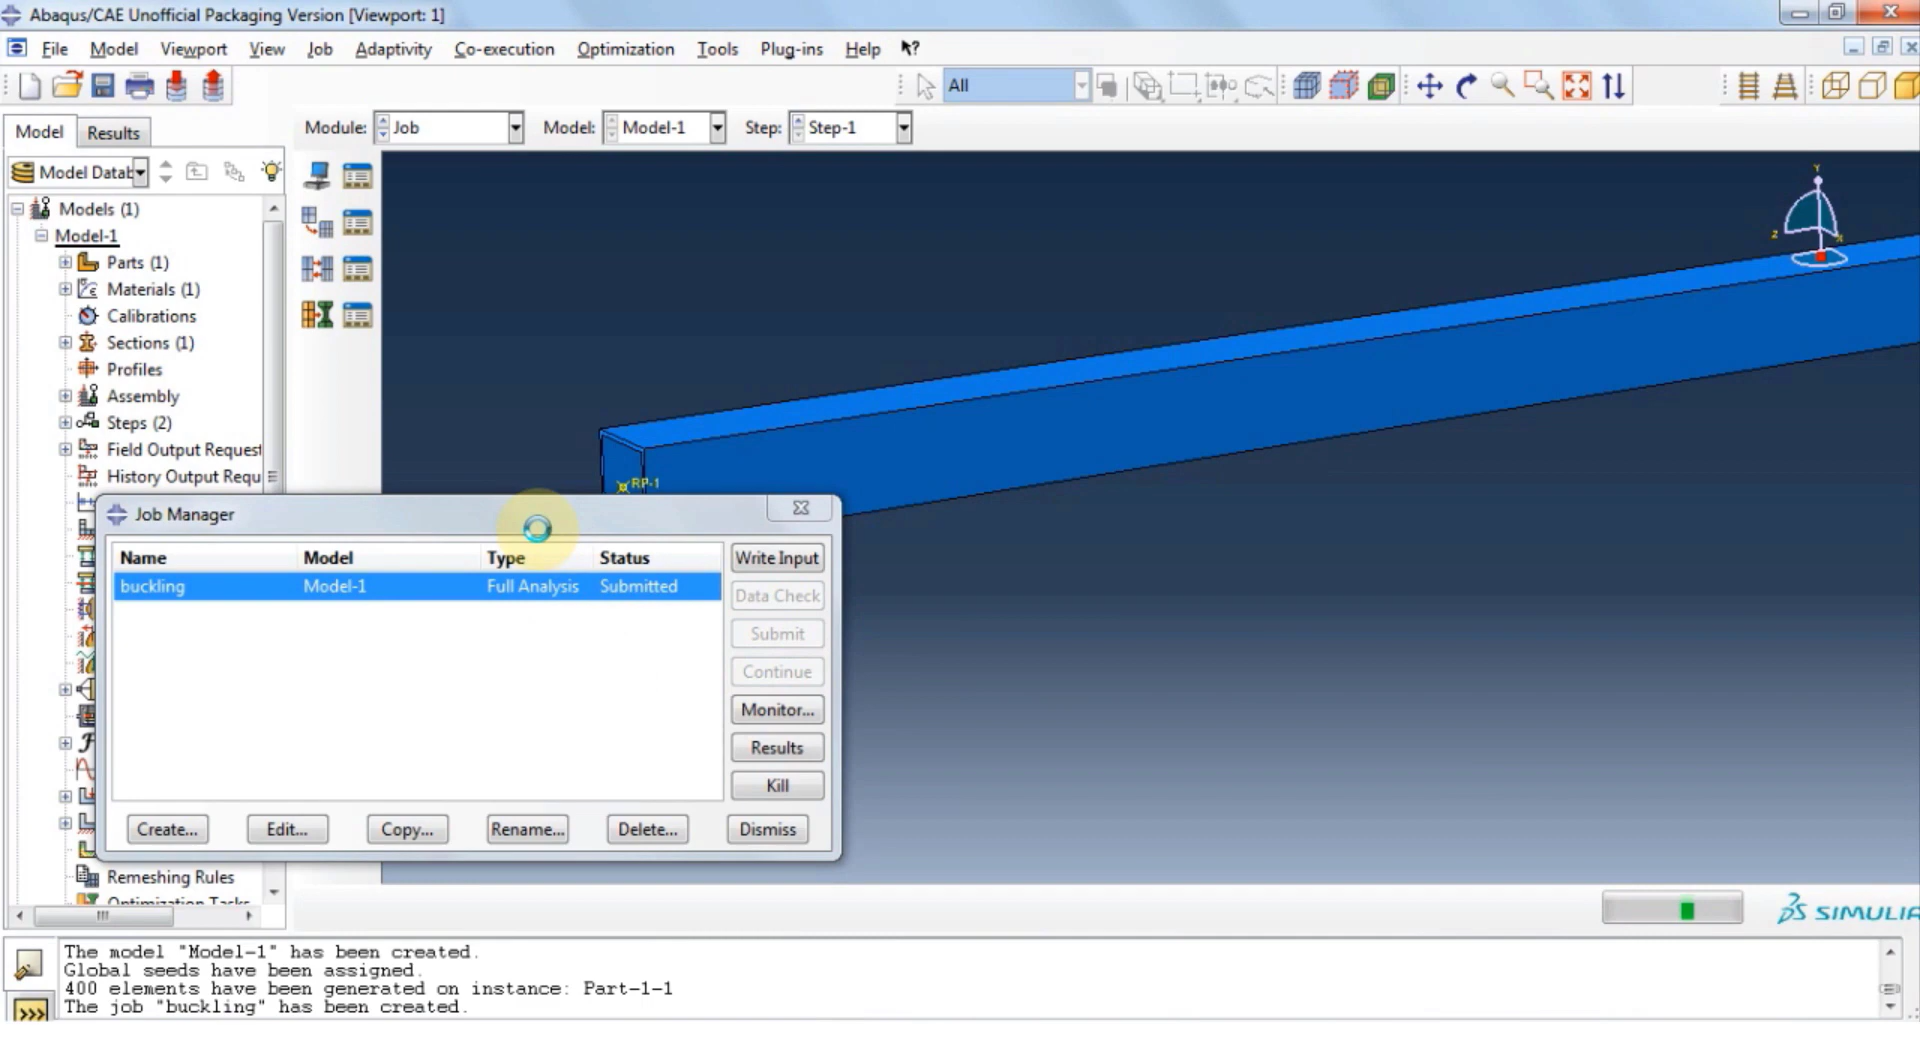 Abaqus/CAE Unofficial Packaging Version [Viewport: 1]
File Model Viewport View Job Adaptivity Co-execution Optimization Tools Plug-ins Help
All
Model Results
Module: Job Model: Model-1 Step: Step-1
Model Datab
Models (1)
Model-1
Parts (1)
Materials (1)
Calibrations
Sections (1)
Profiles
Assembly
Steps (2)
Field Output Request
History Output Requ
Y
Z
RP-1
Job Manager
Name Model Type Status
buckling Model-1 Full Analysis Submitted
Write Input
Data Check
Submit
Continue
Monitor...
Results
Kill
Create... Edit... Copy... Rename... Delete... Dismiss
Remeshing Rules
Optimization Tasks
SIMULIA
The model "Model-1" has been created.
Global seeds have been assigned.
400 elements have been generated on instance: Part-1-1
The job "buckling" has been created.
>>>